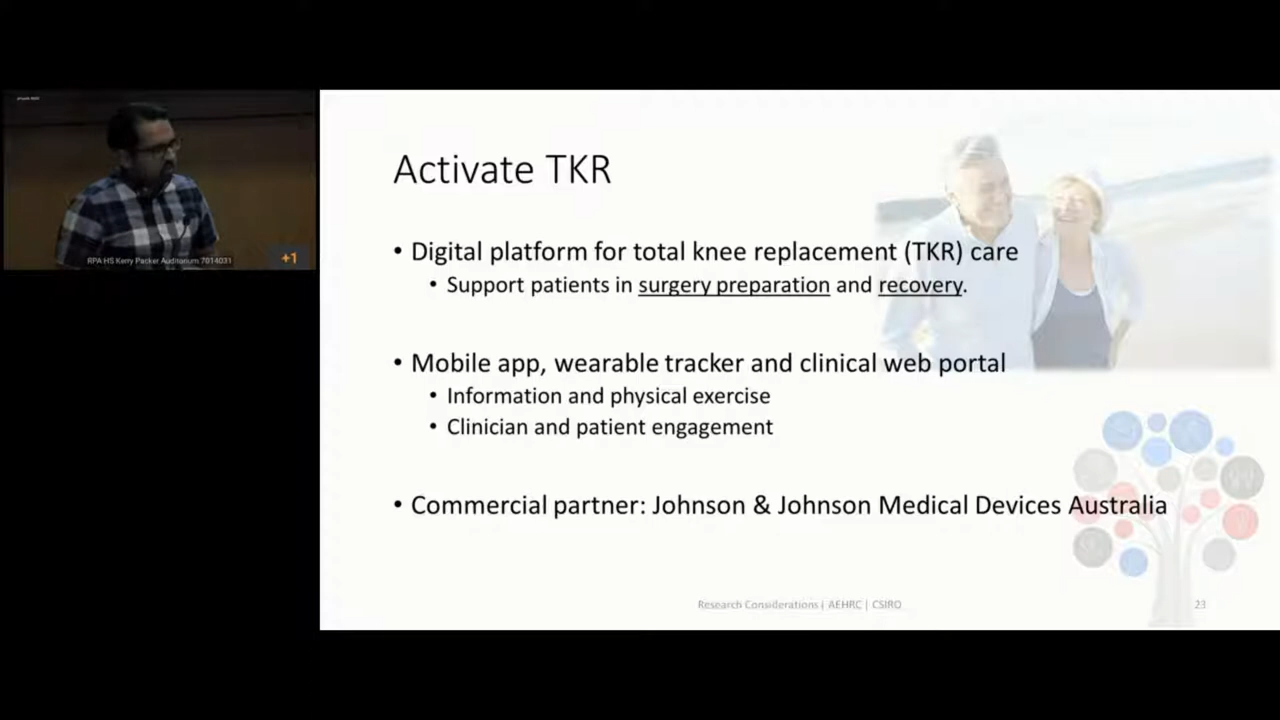 RPA HS Kerry Packer Auditorium 7014031
+1
Activate TKR
• Digital platform for total knee replacement (TKR) care
• Support patients in surgery preparation and recovery.
• Mobile app, wearable tracker and clinical web portal
• Information and physical exercise
• Clinician and patient engagement
• Commercial partner: Johnson & Johnson Medical Devices Australia
Research Considerations | AEHRC | CSIRO
23